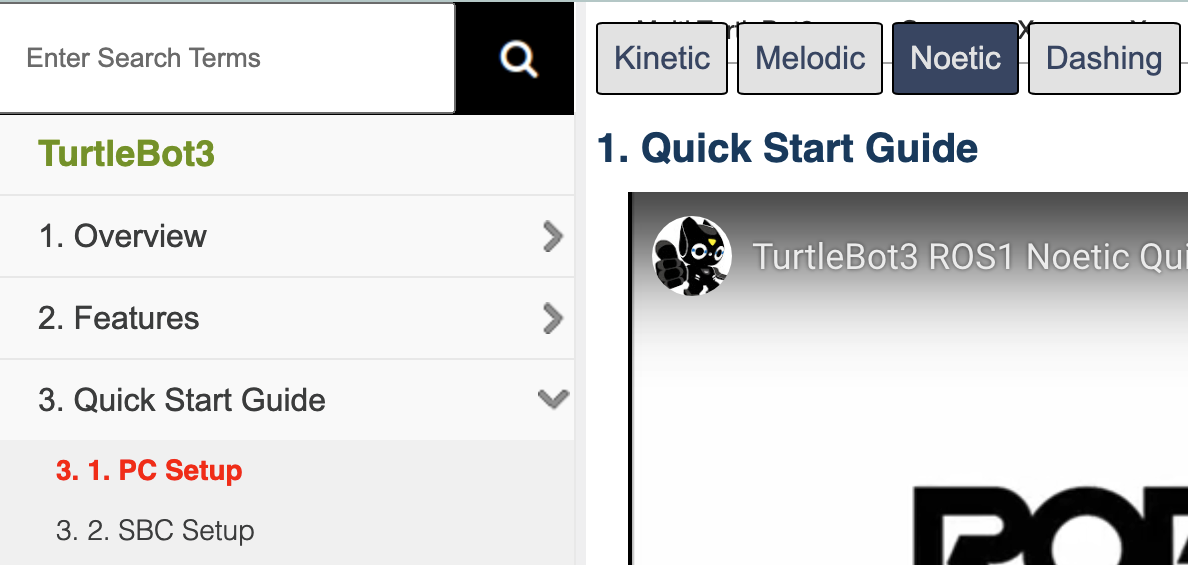 Enter Search Terms
TurtleBot3
1. Overview
2. Features
3. Quick Start Guide
3. 1. PC Setup
3. 2. SBC Setup
Kinetic Melodic Noetic Dashing
1. Quick Start Guide
TurtleBot3 ROS1 Noetic Qui